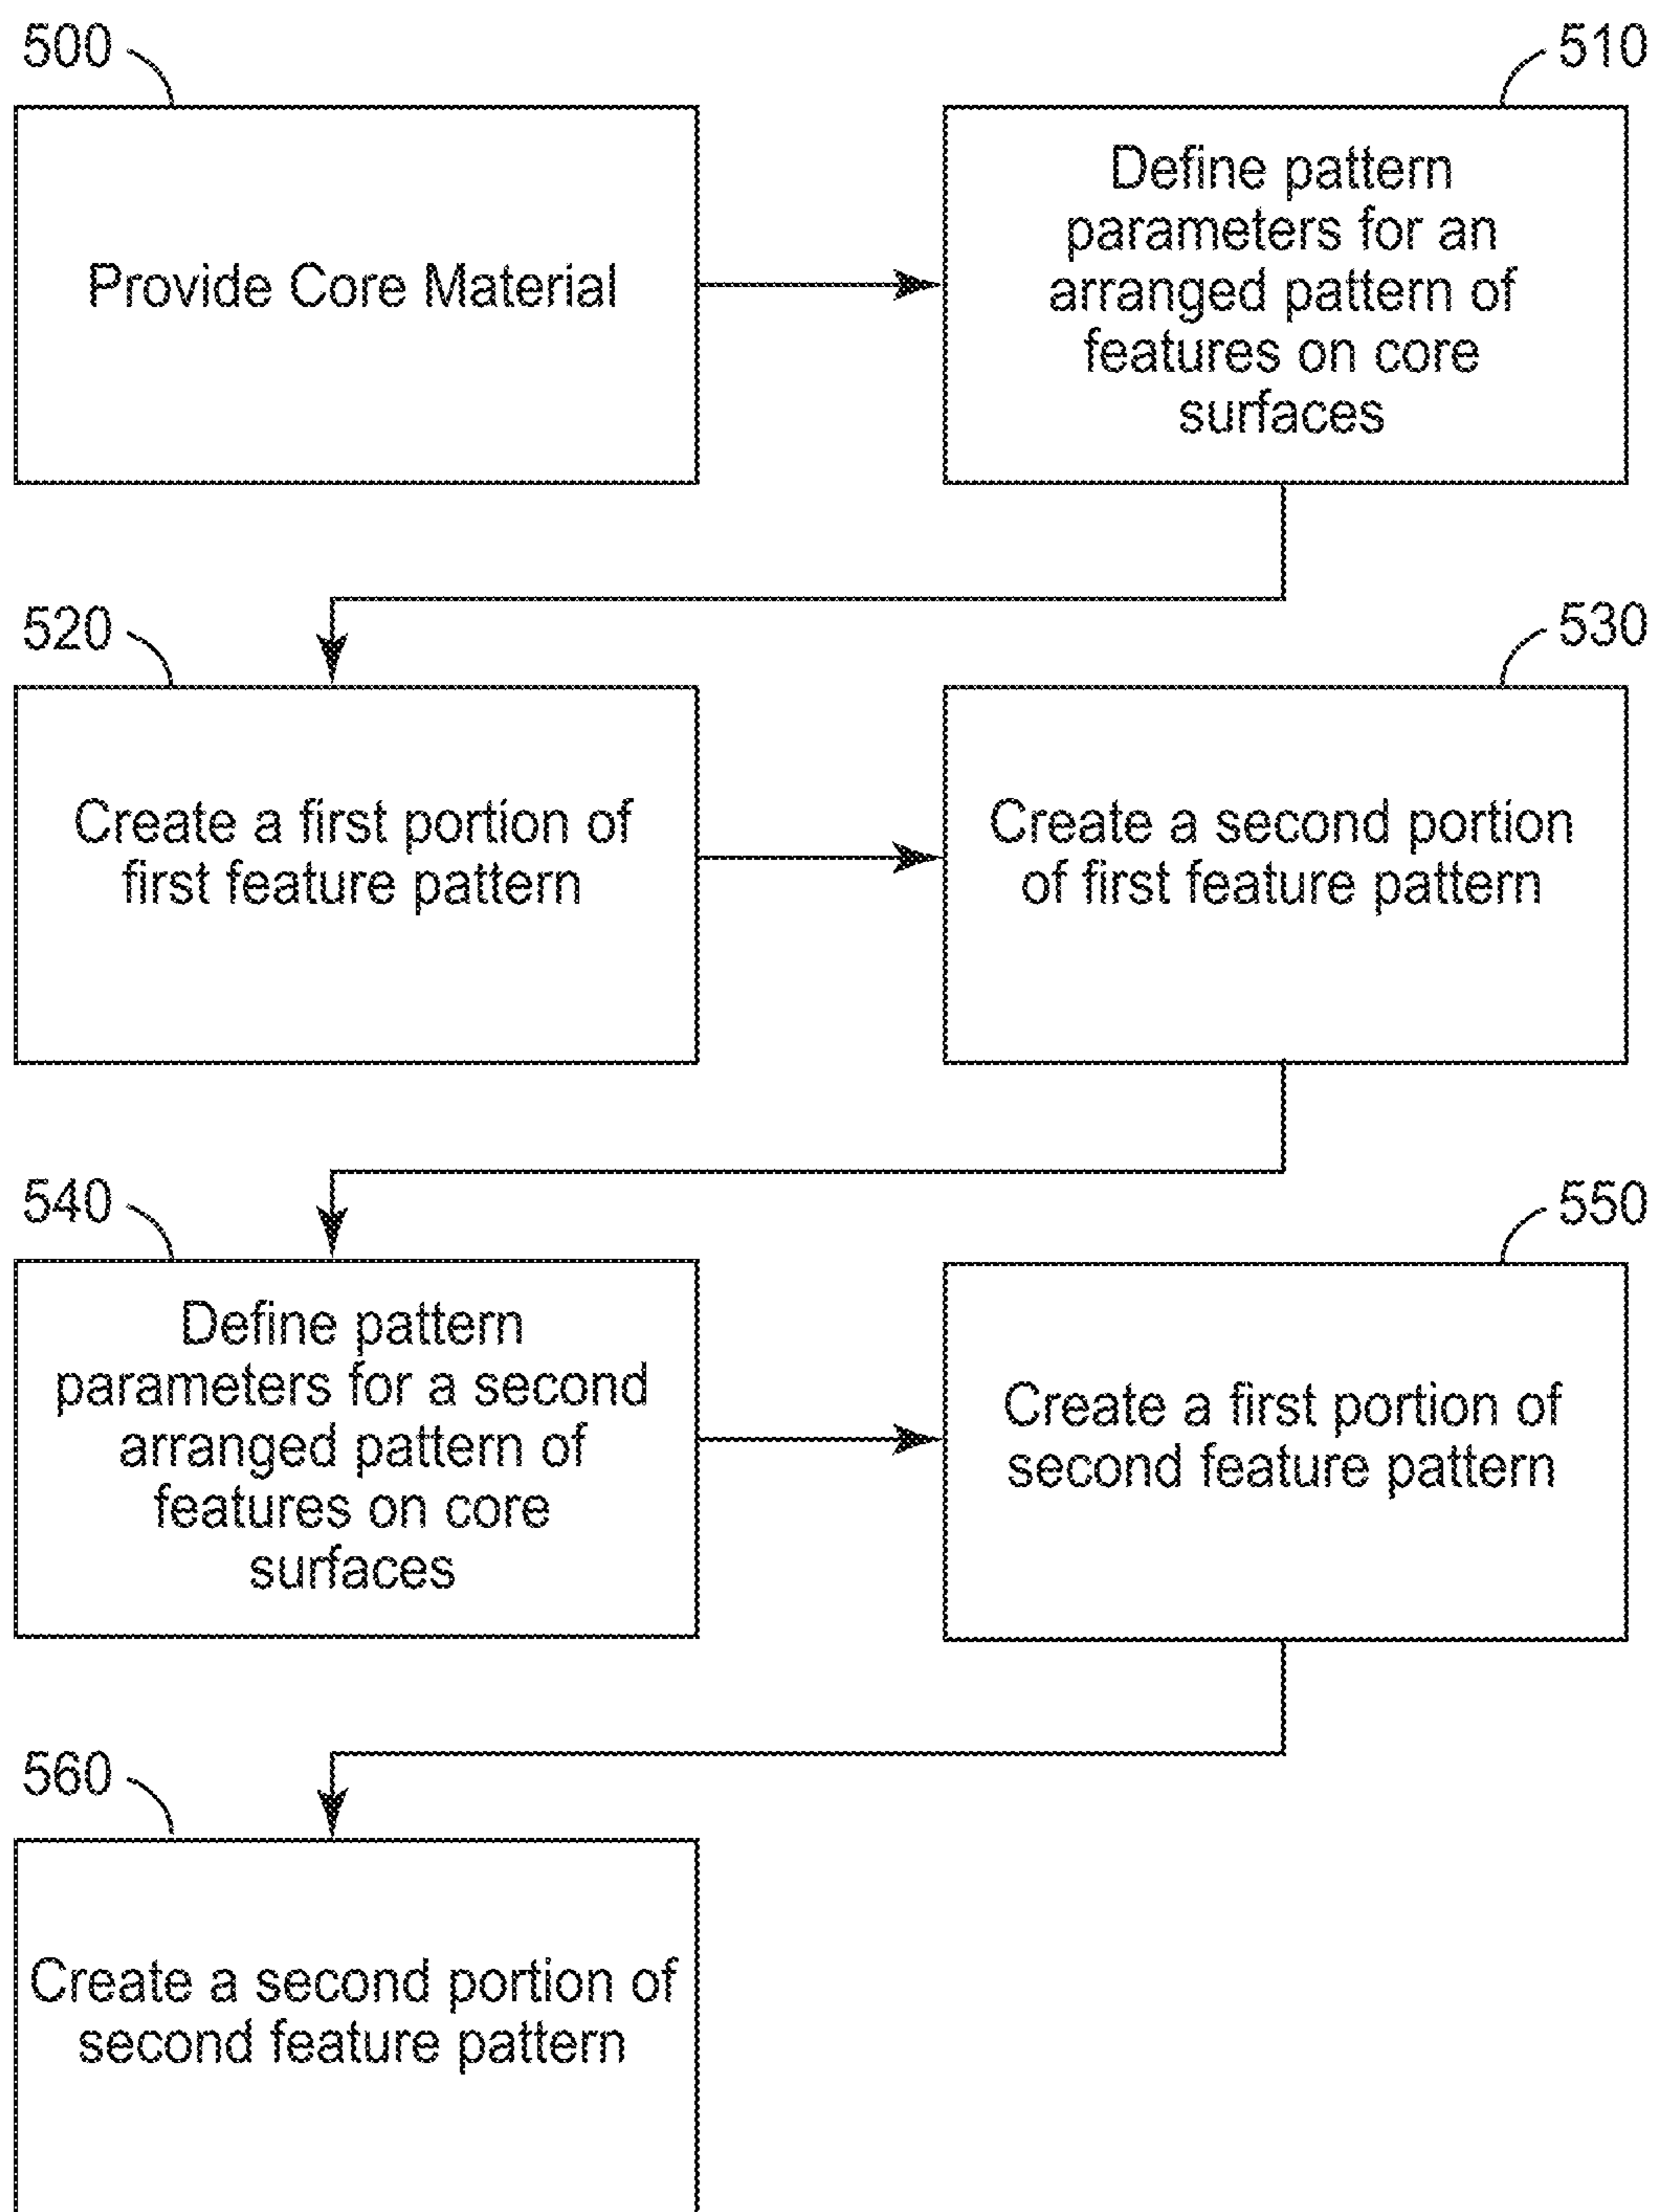 500
510
Provide Core Material
Define pattern
parameters for an
arranged pattern of
features on core
surfaces
520
530
Create a first portion of
first feature pattern
Create a second portion
of first feature pattern
540
550
Define pattern
parameters for a second
arranged pattern of
features on core
surfaces
Create a first portion of
second feature pattern
560
Create a second portion of
second feature pattern